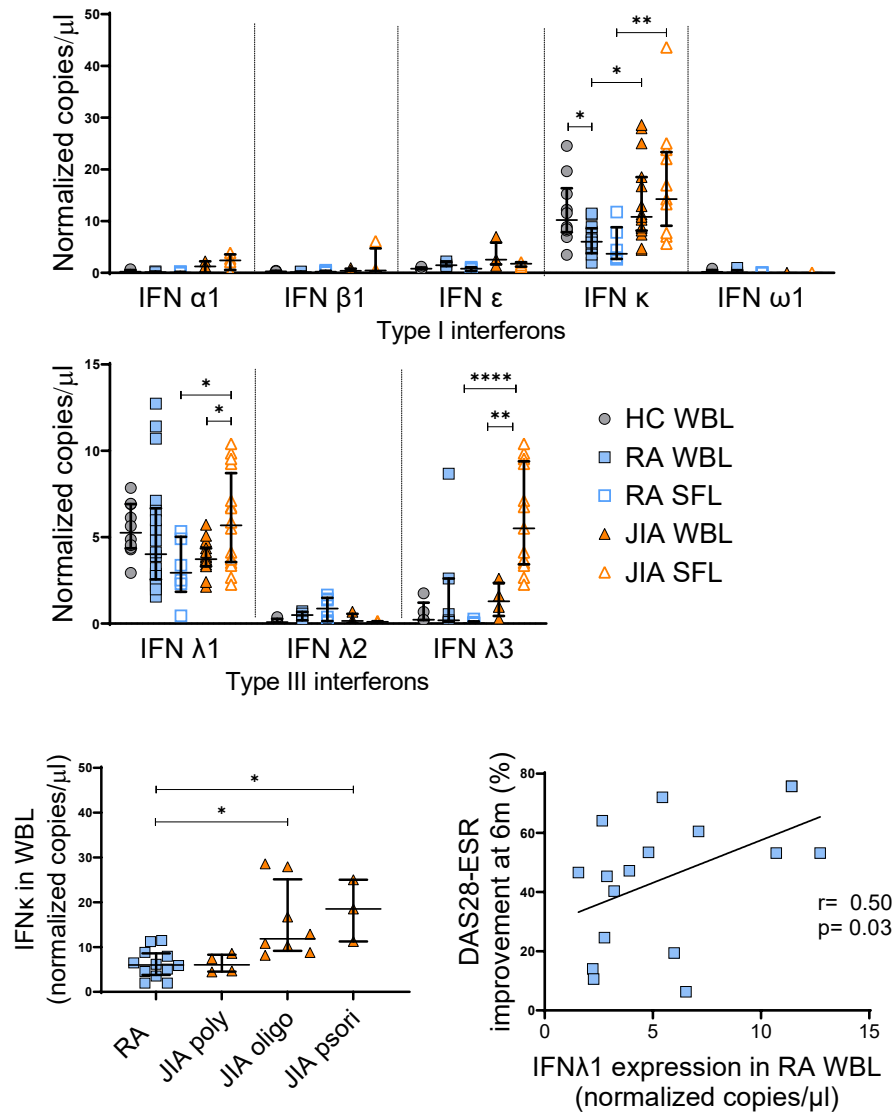 Normalized copies/µl
50
40
30
20
10
0
**
*
*
IFN α1
IFN β1
IFN ε
IFN κ
IFN ω1
Type I interferons
Normalized copies/µl
15
10
5
0
*
*
****
**
IFN λ1
IFN λ2
IFN λ3
Type III interferons
HC WBL
RA WBL
RA SFL
JIA WBL
JIA SFL
IFNκ in WBL
(normalized copies/µl)
50
40
30
20
10
0
*
*
RA
JIA poly
JIA oligo
JIA psori
DAS28-ESR
improvement at 6m (%)
80
60
40
20
0
r= 0.50
p= 0.03
0
5
10
15
IFNλ1 expression in RA WBL
(normalized copies/µl)